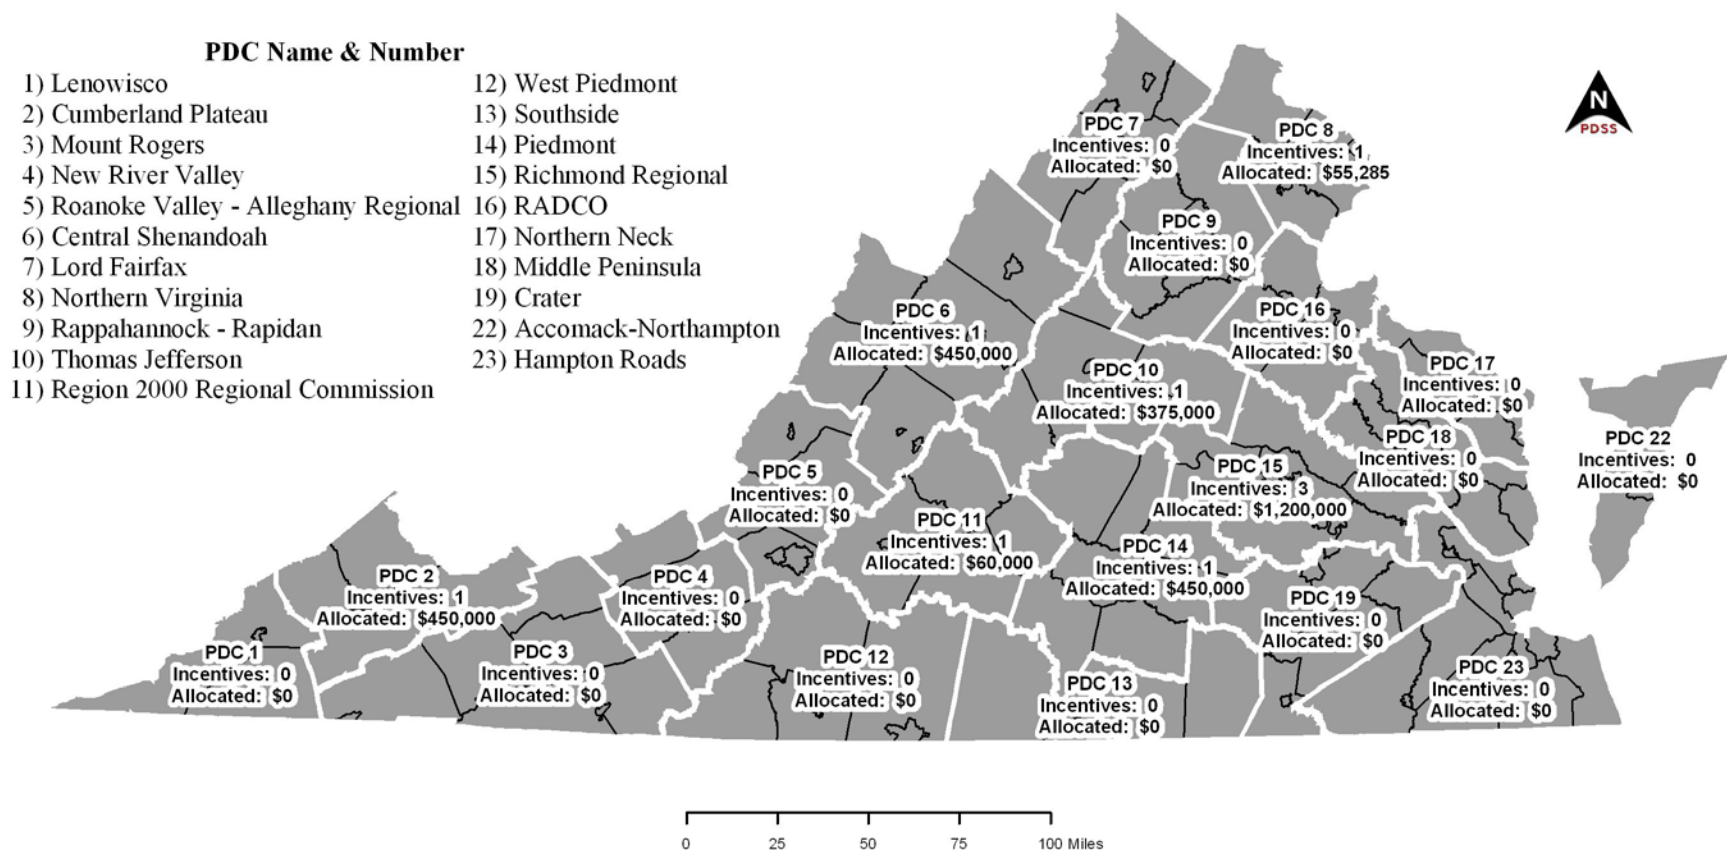 PDC Name & Number
1) Lenowisco
2) Cumberland Plateau
3) Mount Rogers
4) New River Valley
5) Roanoke Valley - Alleghany Regional
6) Central Shenandoah
7) Lord Fairfax
8) Northern Virginia
9) Rappahannock - Rapidan
10) Thomas Jefferson
11) Region 2000 Regional Commission
12) West Piedmont
13) Southside
14) Piedmont
15) Richmond Regional
16) RADCO
17) Northern Neck
18) Middle Peninsula
19) Crater
22) Accomack-Northampton
23) Hampton Roads
N
PDSS
PDC 7
Incentives: 0
Allocated: $0
PDC 8
Incentives: 1
Allocated: $55,285
PDC 9
Incentives: 0
Allocated: $0
PDC 6
Incentives: 1
Allocated: $450,000
PDC 16
Incentives: 0
Allocated: $0
PDC 10
Incentives: 1
Allocated: $375,000
PDC 17
Incentives: 0
Allocated: $0
PDC 18
Incentives: 0
Allocated: $0
PDC 22
Incentives: 0
Allocated: $0
PDC 5
Incentives: 0
Allocated: $0
PDC 15
Incentives: 3
Allocated: $1,200,000
PDC 11
Incentives: 1
Allocated: $60,000
PDC 14
Incentives: 1
Allocated: $450,000
PDC 2
Incentives: 1
Allocated: $450,000
PDC 4
Incentives: 0
Allocated: $0
PDC 19
Incentives: 0
Allocated: $0
PDC 1
Incentives: 0
Allocated: $0
PDC 3
Incentives: 0
Allocated: $0
PDC 12
Incentives: 0
Allocated: $0
PDC 13
Incentives: 0
Allocated: $0
PDC 23
Incentives: 0
Allocated: $0
0 25 50 75 100 Miles